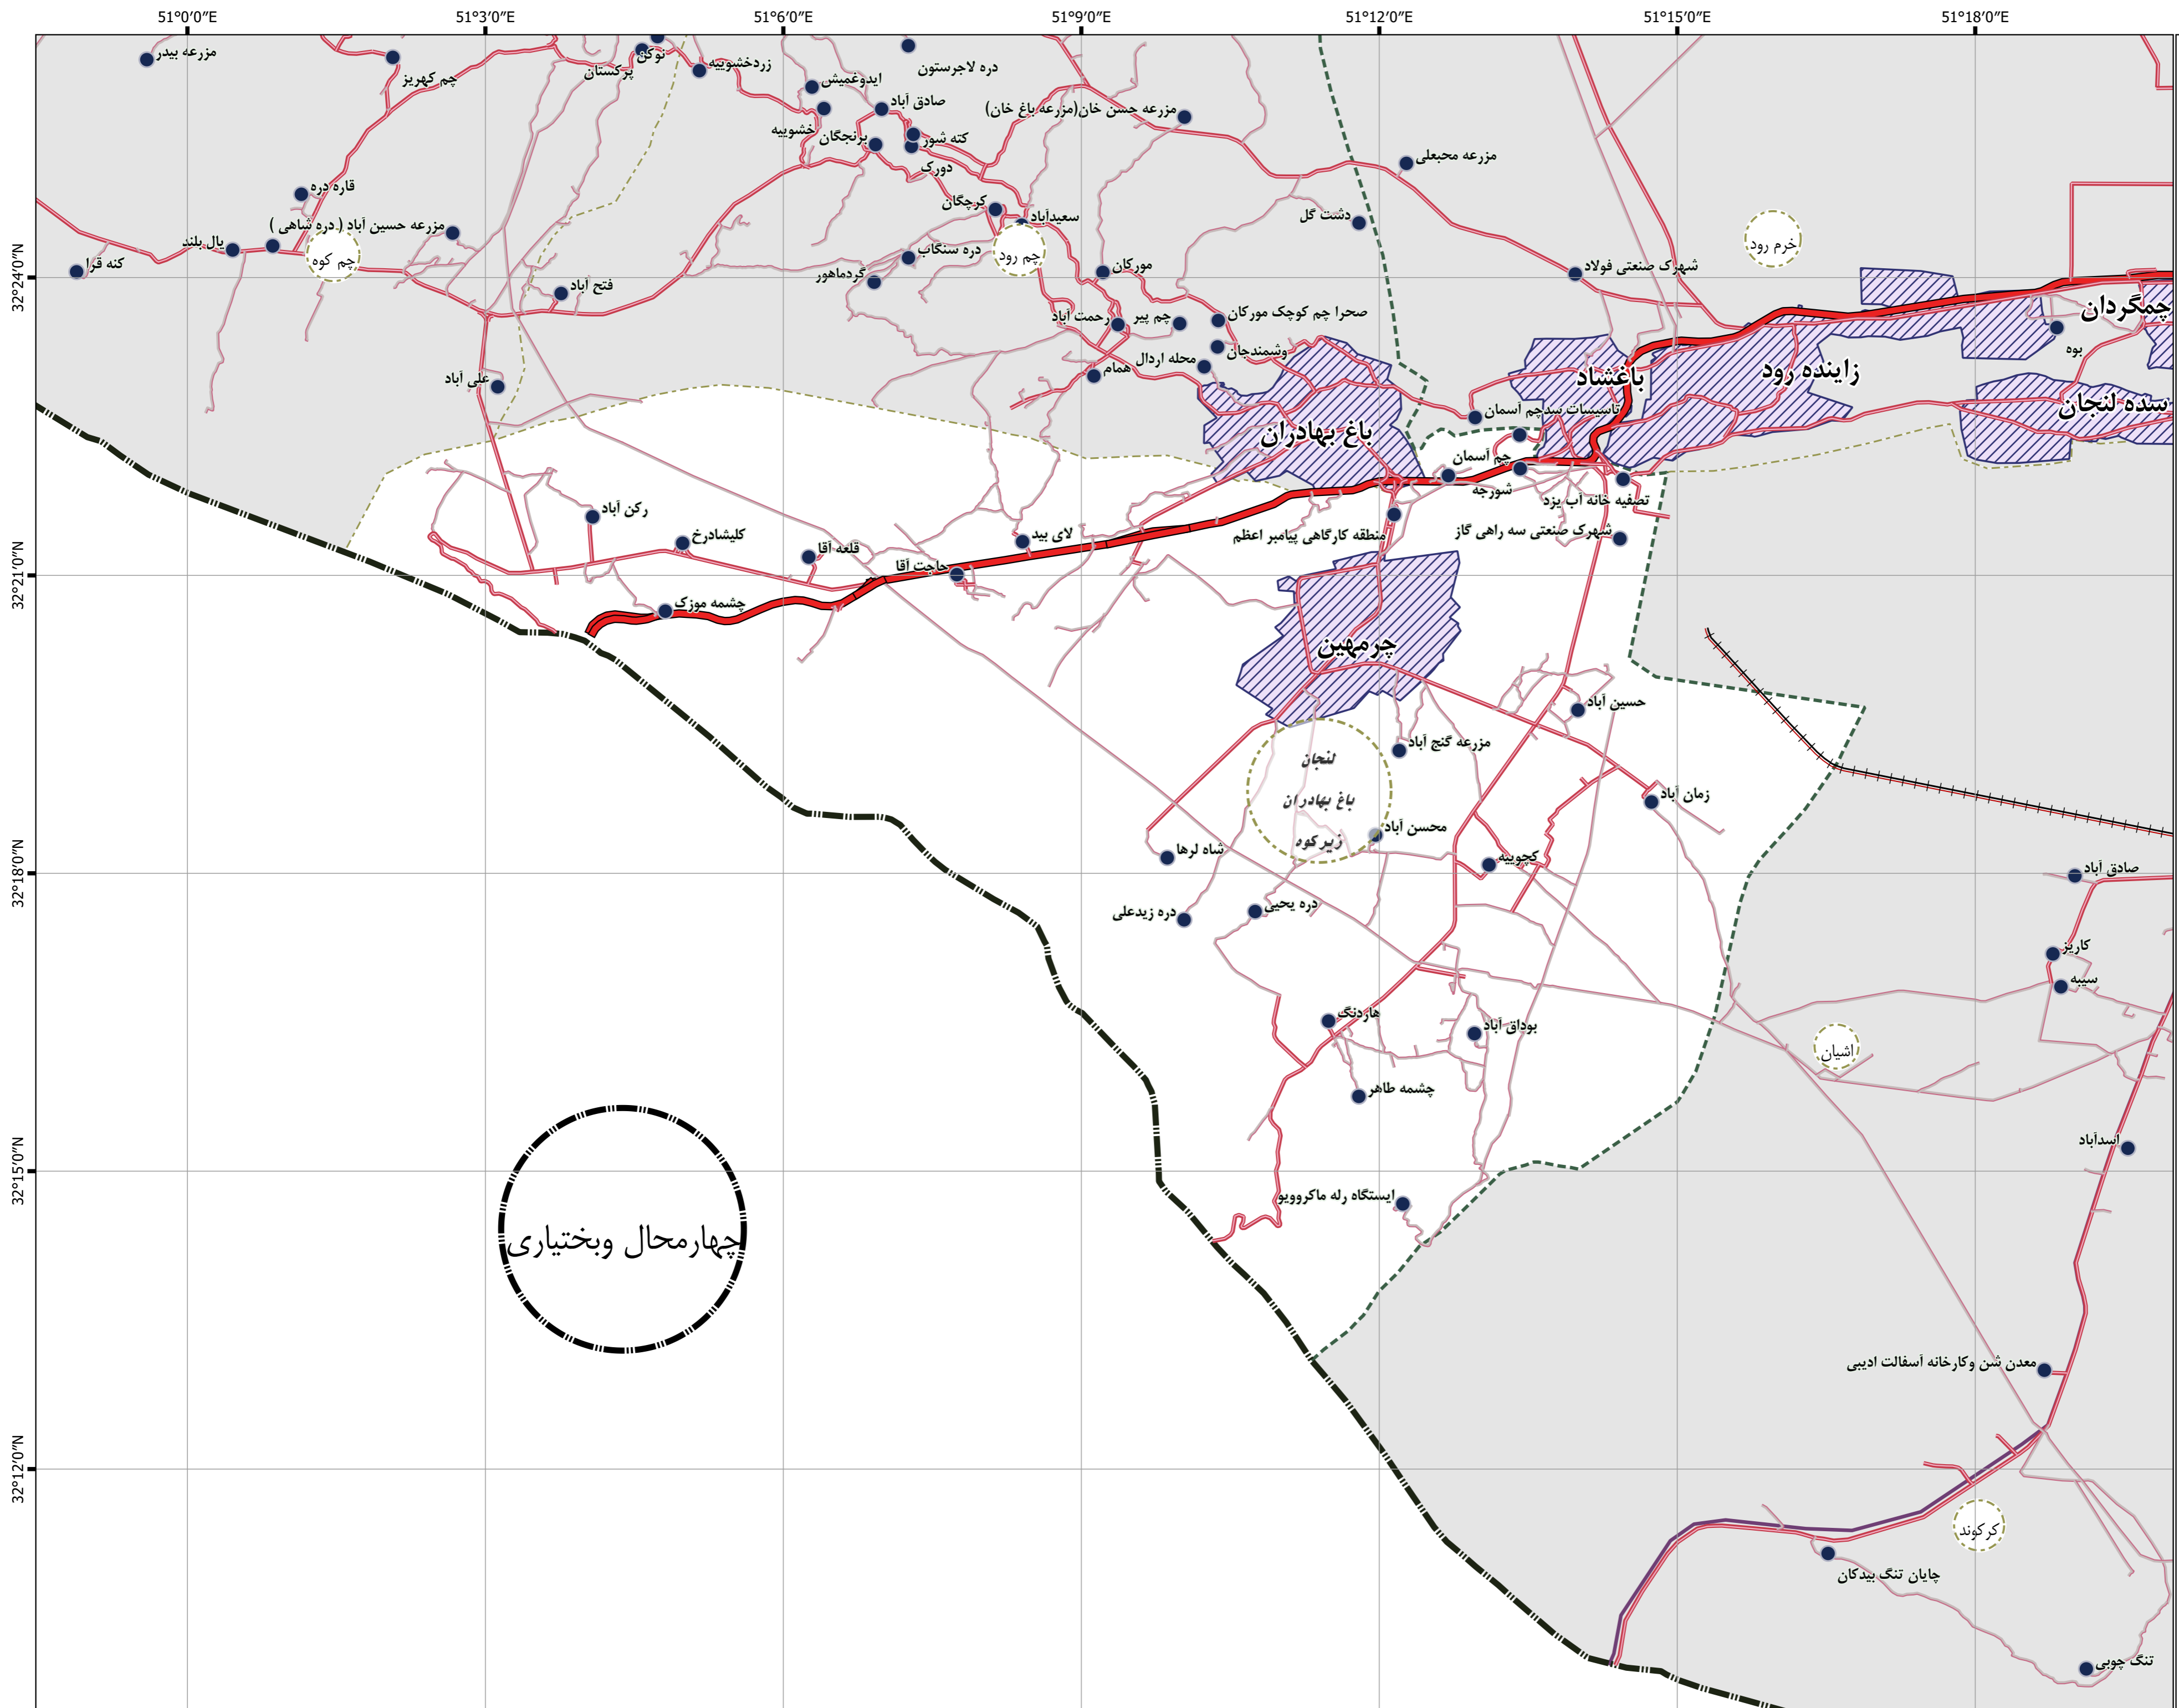 51°0′0″E
51°3′0″E
51°6′0″E
51°9′0″E
51°12′0″E
51°15′0″E
51°18′0″E
32°24′0″N
32°21′0″N
32°18′0″N
32°15′0″N
32°12′0″N
مزرعه بیدر
چم کهریز
پرکستان
نوکن
زردخشوییه
ایدوغمیش
دره لاجرستون
صادق آباد
خشوییه
برنجگان
کته شور
دورک
مزرعه حسن خان(مزرعه باغ خان)
مزرعه محبعلی
قاره دره
مزرعه حسین آباد ( دره شاهی )
یال بلند
کته قرا
چم کوه
فتح آباد
علی آباد
کرچگان
سعیدآباد
چم رود
دره سنگاب
گردماهور
مورکان
دشت گل
خرم رود
شهرک صنعتی فولاد
رحمت آباد
چم پیر
صحرا چم کوچک مورکان
وشمندجان
محله اردال
همام
باغ بهادران
باغشاد
زاینده رود
چمگردان
بوه
سده لنجان
تاسیسات سدچم آسمان
چم آسمان
شورجه
تصفیه خانه آب یزد
شهرک صنعتی سه راهی گاز
منطقه کارگاهی پیامبر اعظم
رکن آباد
کلیشادرخ
قلعه آقا
لای بید
حاجت آقا
چشمه موزک
چرمهین
حسین آباد
مزرعه گنج آباد
لنجان
باغ بهادران
زیرکوه
زمان آباد
محسن آباد
شاه لرها
کچوییه
دره یحیی
دره زیدعلی
صادق آباد
کاریز
سیبه
هاردنگ
بوداق آباد
اشیان
چشمه طاهر
اسدآباد
ایستگاه رله ماکروویو
چهارمحال وبختیاری
معدن شن وکارخانه آسفالت ادیبی
کرکوند
چایان تنگ بیدکان
تنگ چوبی